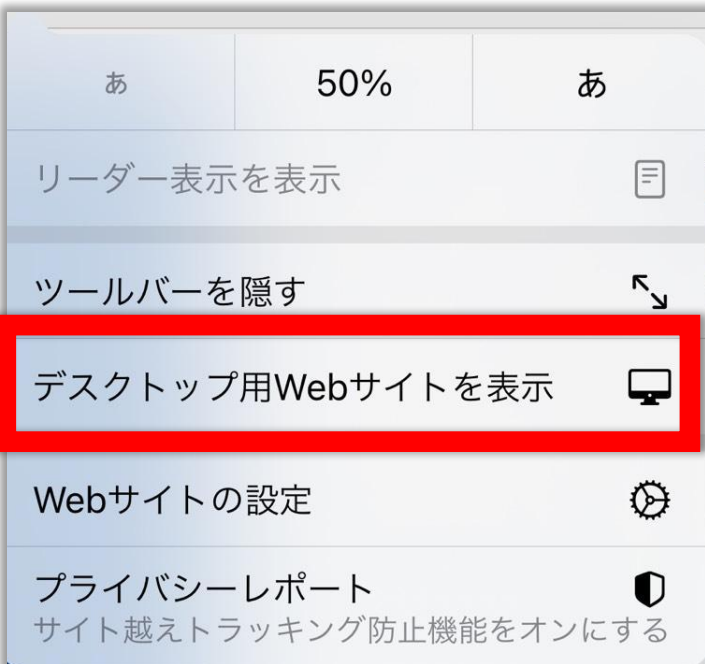 あ 50% あ
リーダー表示を表示
ツールバーを隠す
デスクトップ用Webサイトを表示
Webサイトの設定
プライバシーレポート
サイト越えトラッキング防止機能をオンにする